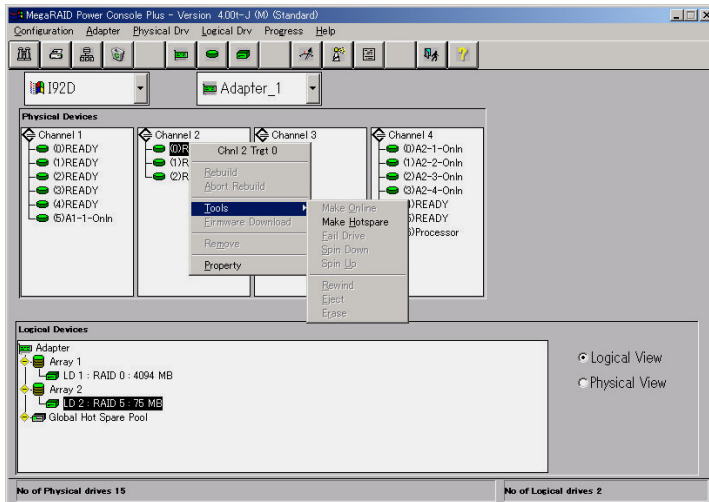 MegaRAID Power Console Plus - Version 4.00t-J (M) (Standard)
Configuration Adapter Physical Drv Logical Drv Progress Help
I92D
Adapter_1
Physical Devices
Channel 1
(0)READY
(1)READY
(2)READY
(3)READY
(4)READY
(5)A1-1-Onln
Channel 2
(0)R
(1)R
(2)R
Channel 3
Channel 4
(0)A2-1-Onln
(1)A2-2-Onln
(2)A2-3-Onln
(3)A2-4-Onln
)READY
)READY
)Processor
Chnl 2 Trgt 0
Rebuild
Abort Rebuild
Tools
Firmware Download
Remove
Property
Make Online
Make Hotspare
Fail Drive
Spin Down
Spin Up
Rewind
Eject
Erase
Logical Devices
Adapter
Array 1
LD 1 : RAID 0 : 4094 MB
Array 2
LD 2 : RAID 5 : 75 MB
Global Hot Spare Pool
Logical View
Physical View
No of Physical drives 15
No of Logical drives 2